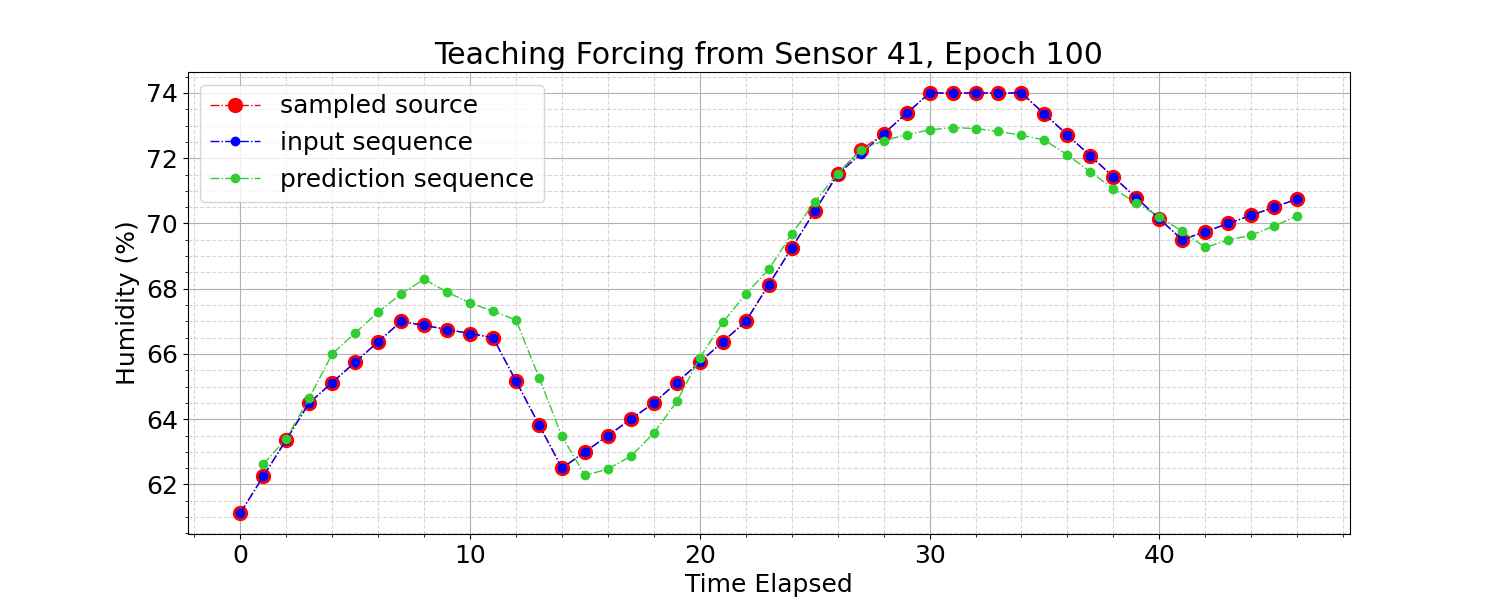 Teaching Forcing from Sensor 41, Epoch 100
sampled source
input sequence
prediction sequence
Humidity (%)
74
72
70
68
66
64
62
0 10 20 30 40
Time Elapsed